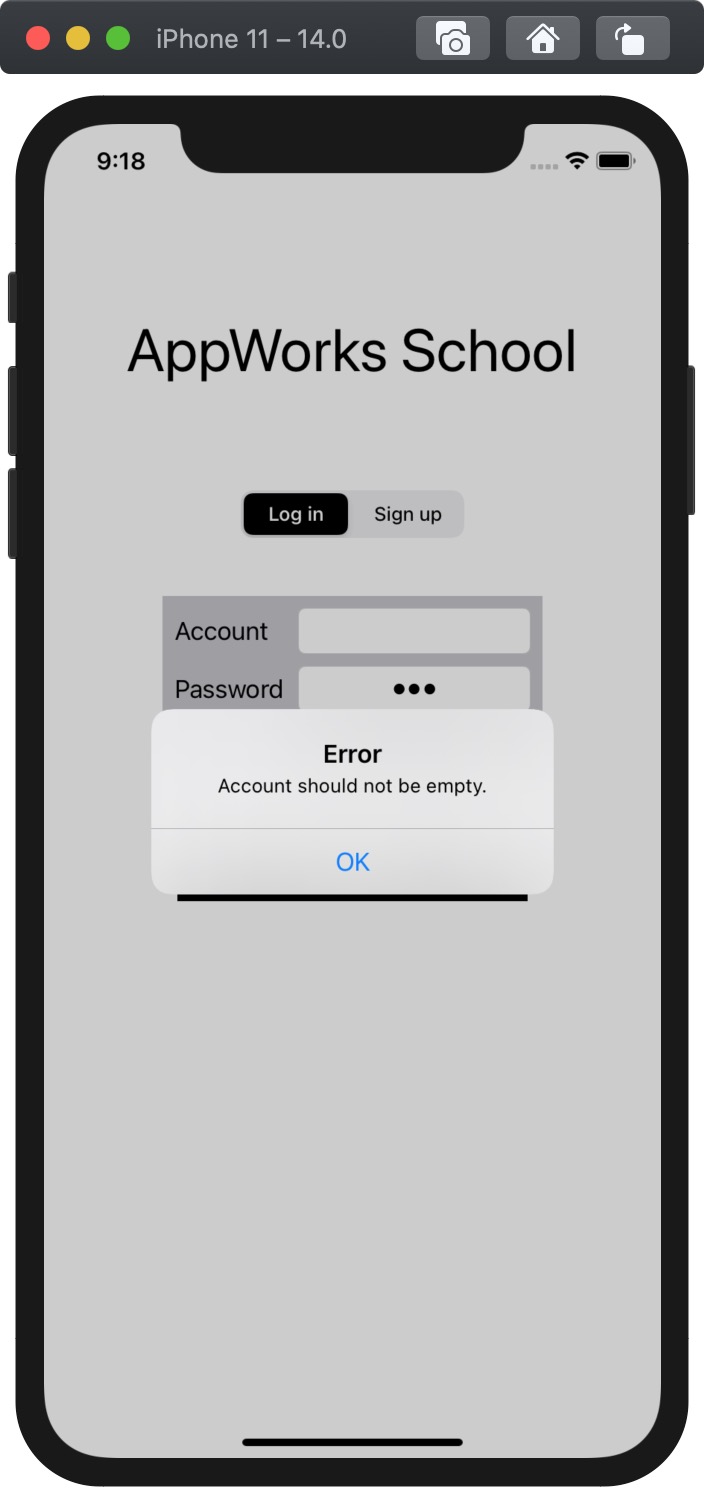 iPhone 11 – 14.0
9:18
AppWorks School
Log in Sign up
Account
Password •••
Error
Account should not be empty.
OK